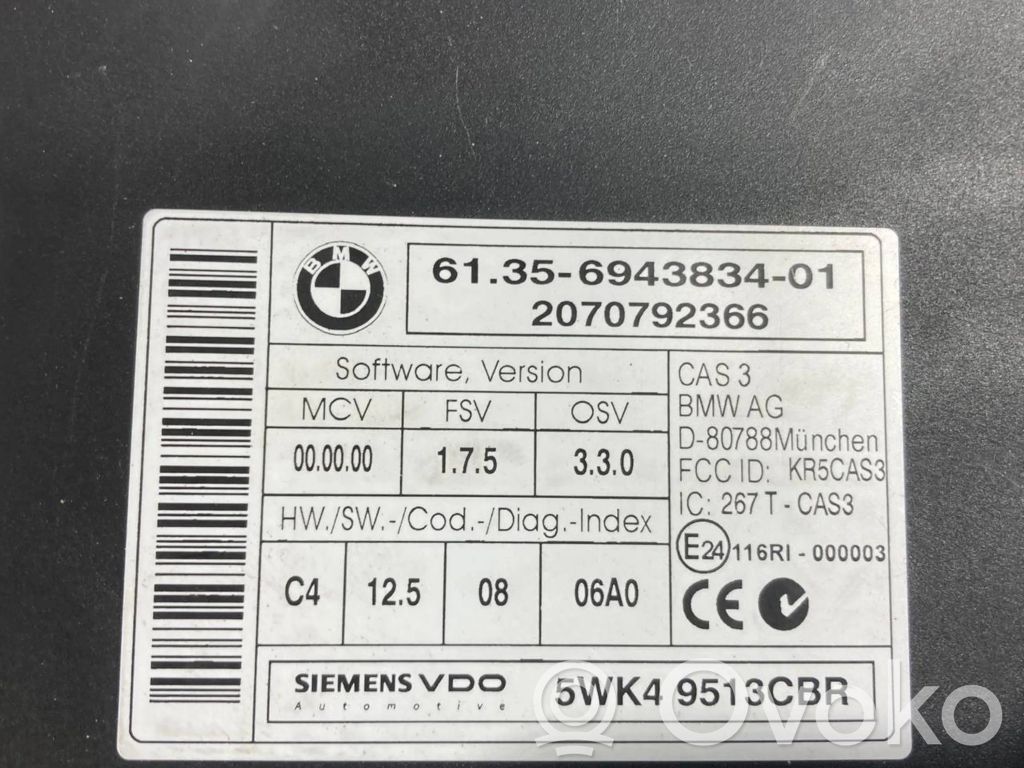 BMW
61.35-6943834-01
2070792366
Software, Version
MCV FSV OSV
00.00.00 1.7.5 3.3.0
HW./SW.-/Cod.-/Diag.-Index
C4 12.5 08 06A0
CAS 3
BMW AG
D-80788München
FCC ID: KR5CAS3
IC: 267 T - CAS3
E24 116RI - 000003
CE
SIEMENS VDO
Automotive
5WK4 9513CBR
Ovoko